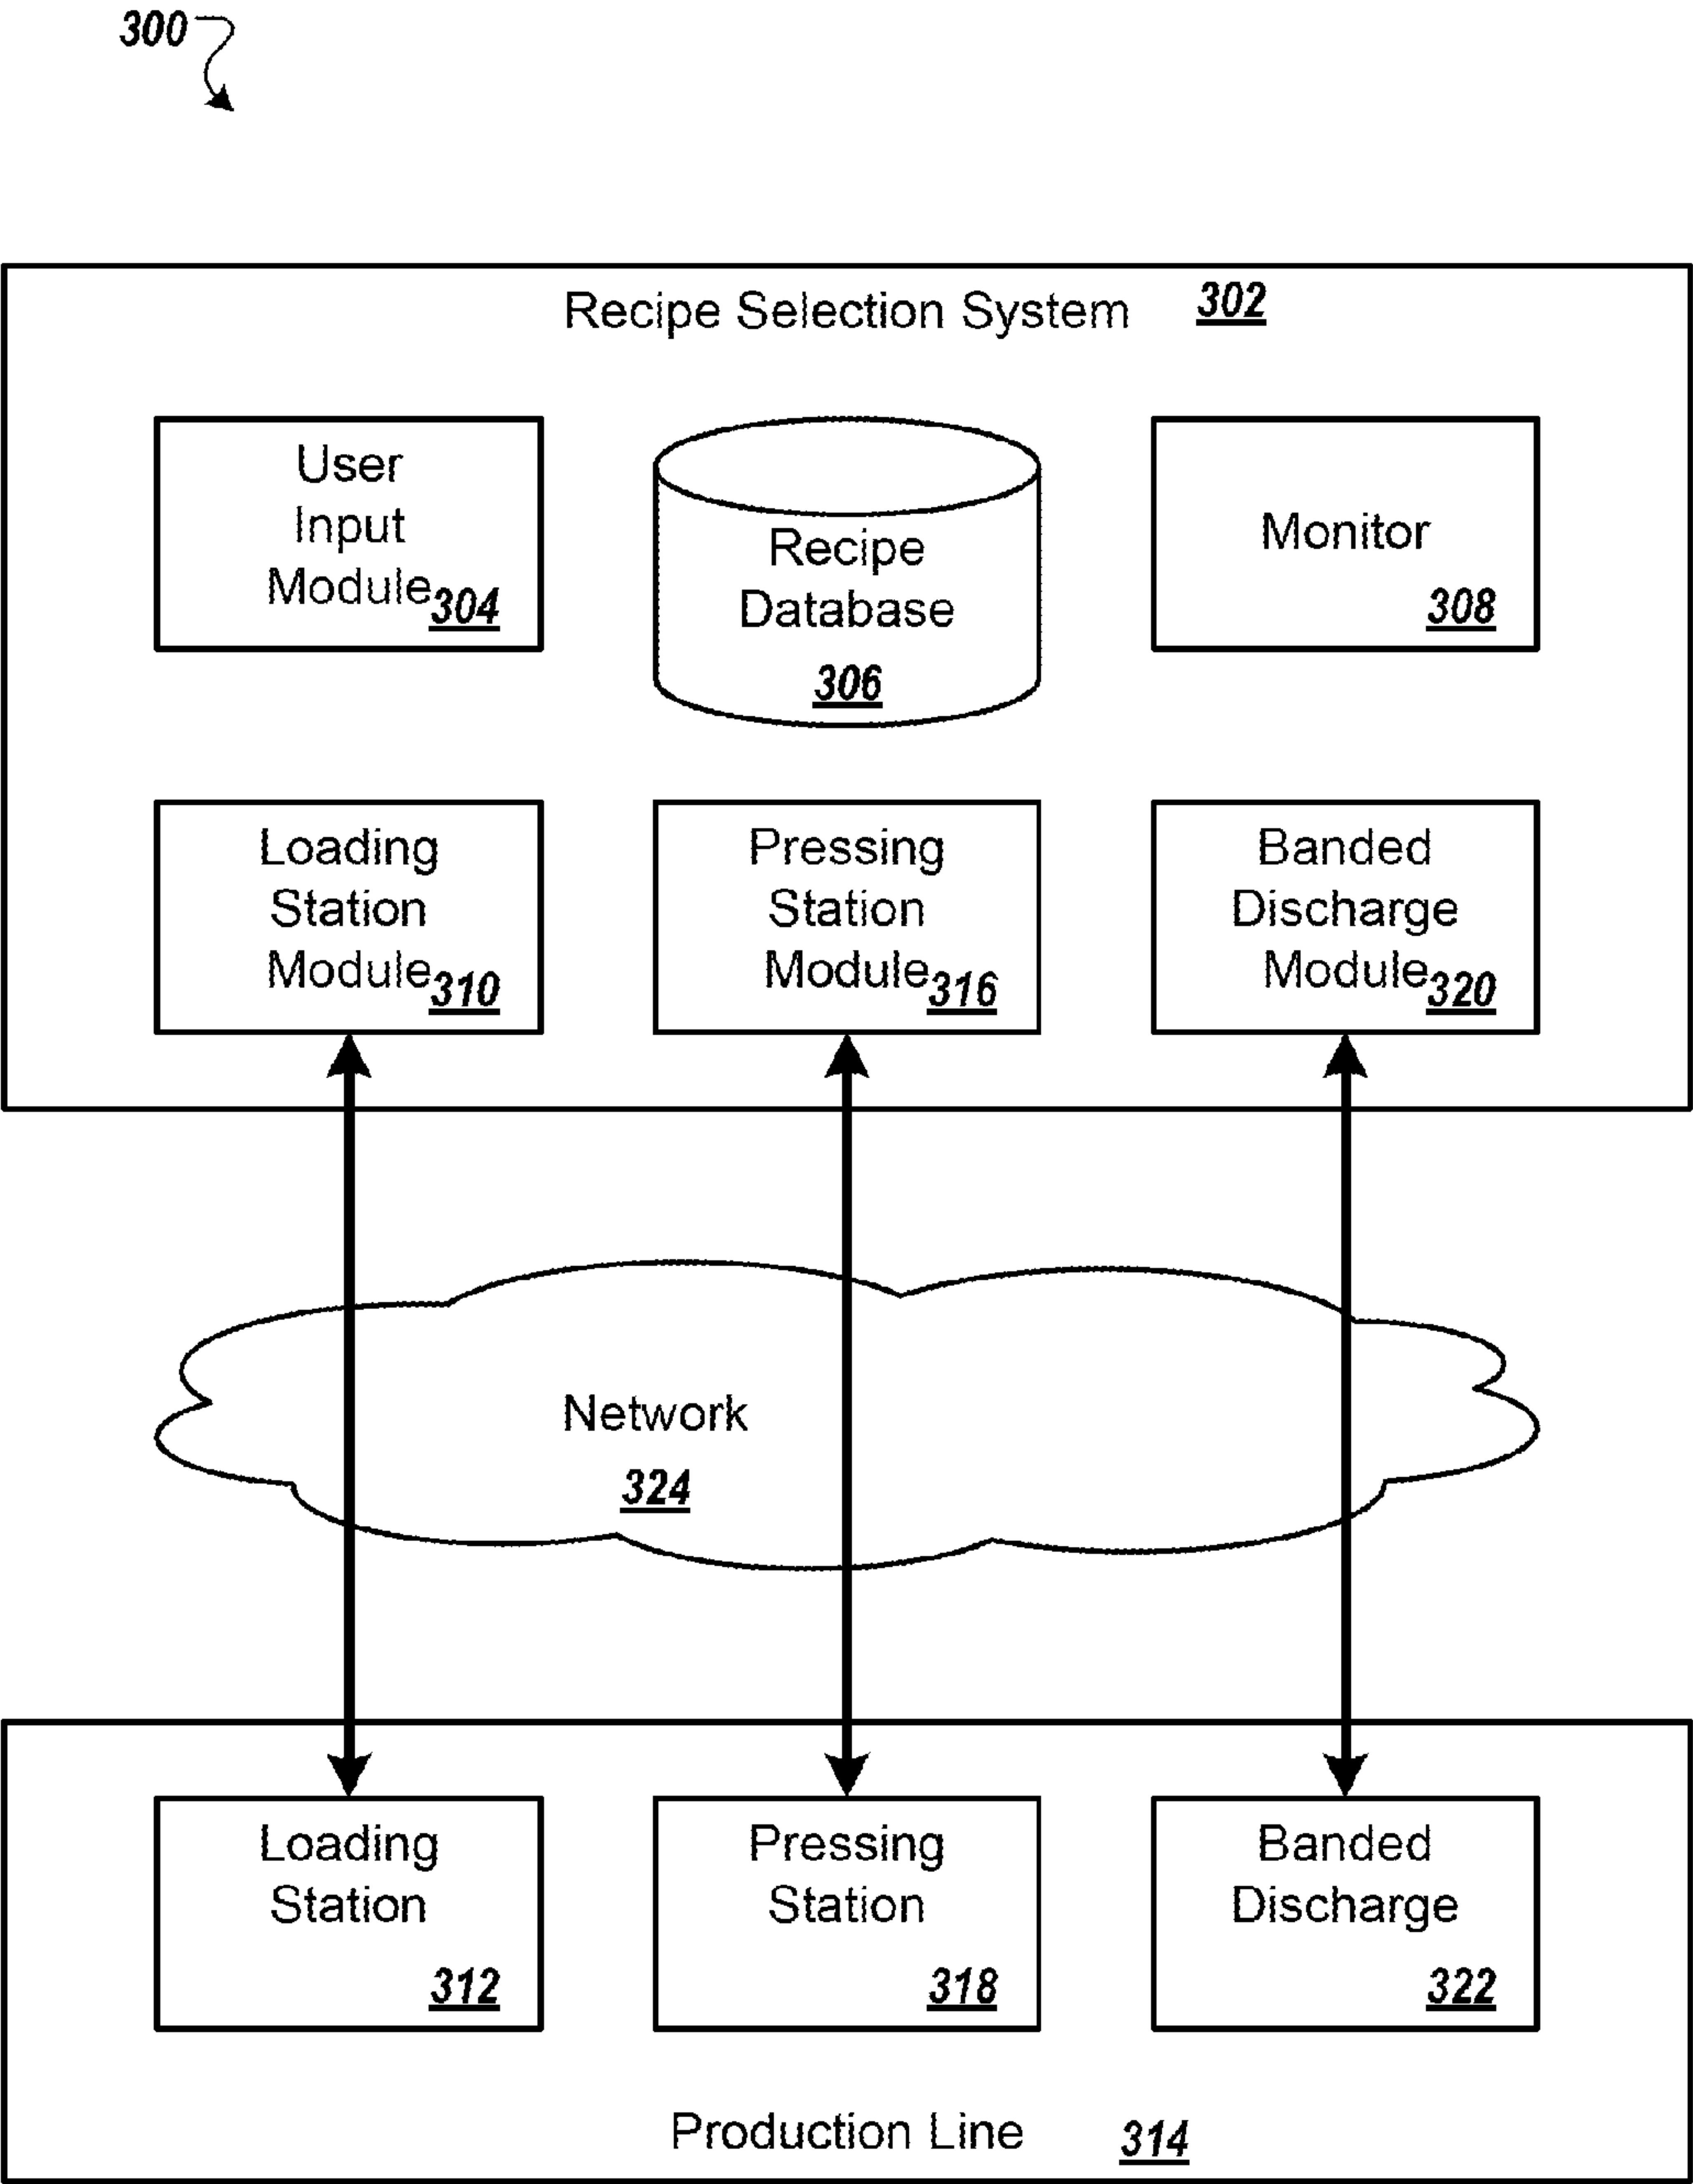 300
Recipe Selection System 302
User
Input
Module 304
Recipe
Database
306
Monitor
308
Loading
Station
Module 310
Pressing
Station
Module 316
Banded
Discharge
Module 320
Network
324
Loading
Station
312
Pressing
Station
318
Banded
Discharge
322
Production Line 314